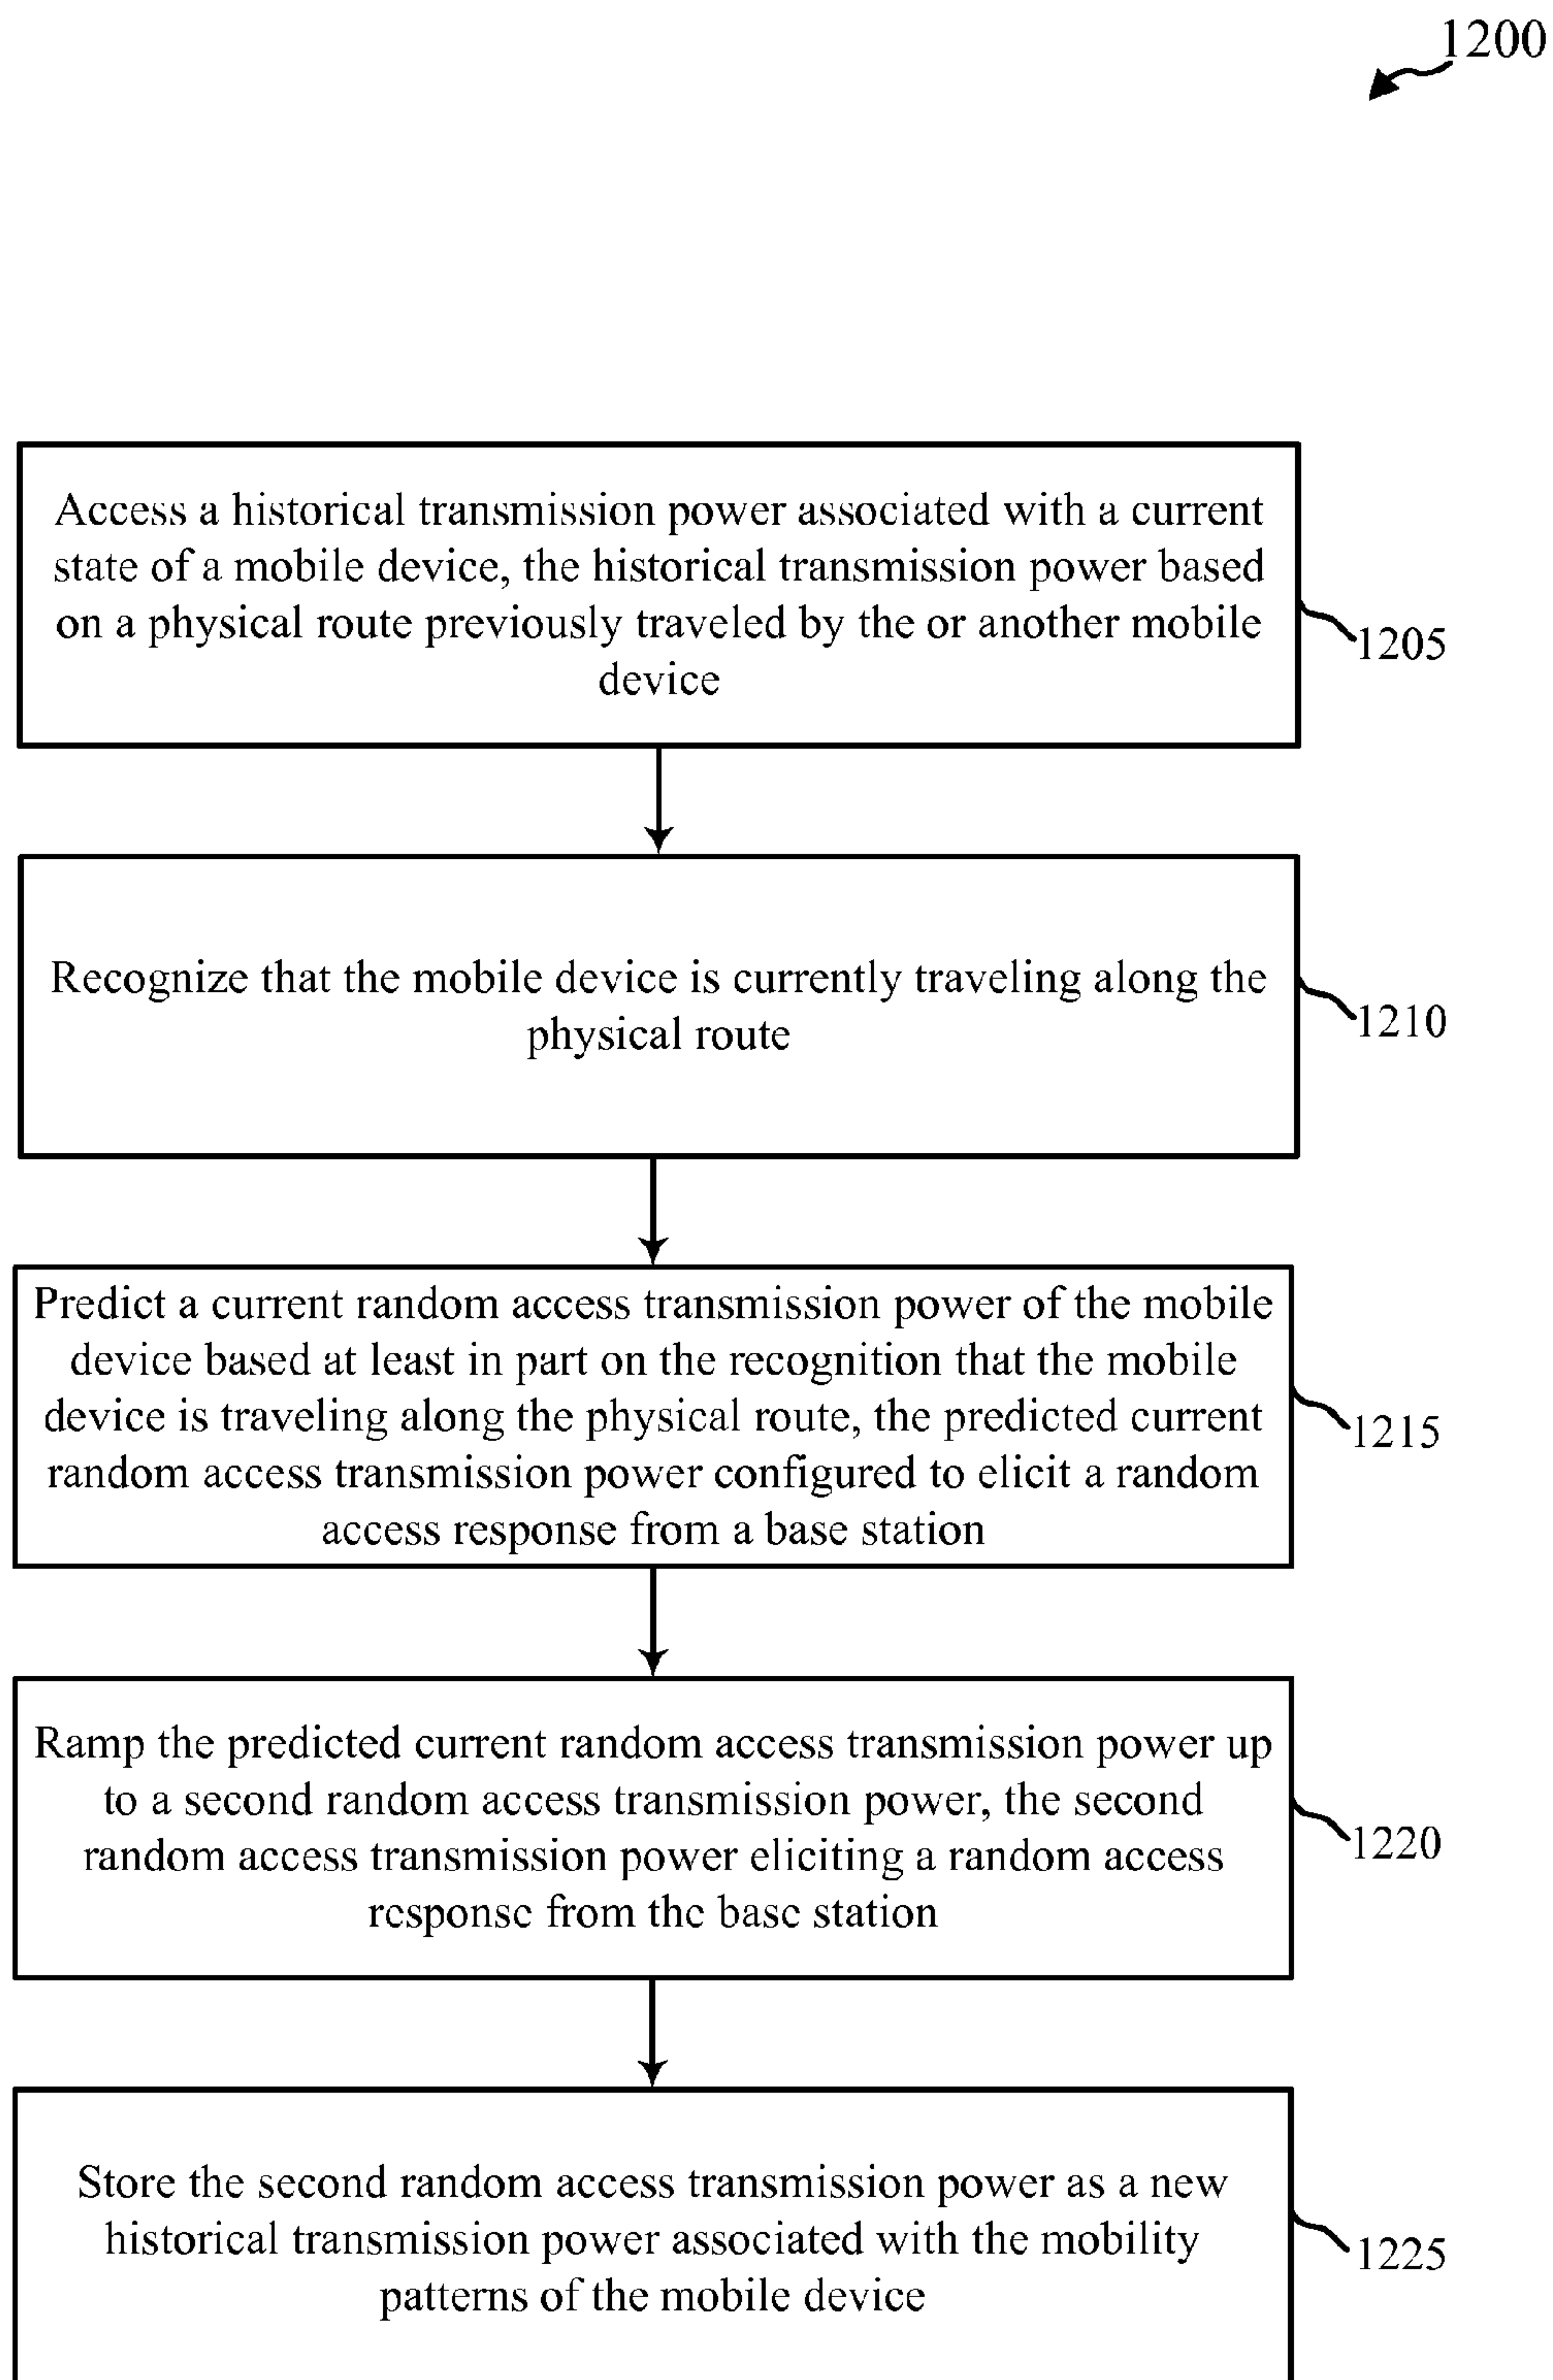 1200
Access a historical transmission power associated with a current
state of a mobile device, the historical transmission power based
on a physical route previously traveled by the or another mobile
device
1205
Recognize that the mobile device is currently traveling along the
physical route
1210
Predict a current random access transmission power of the mobile
device based at least in part on the recognition that the mobile
device is traveling along the physical route, the predicted current
random access transmission power configured to elicit a random
access response from a base station
1215
Ramp the predicted current random access transmission power up
to a second random access transmission power, the second
random access transmission power eliciting a random access
response from the base station
1220
Store the second random access transmission power as a new
historical transmission power associated with the mobility
patterns of the mobile device
1225